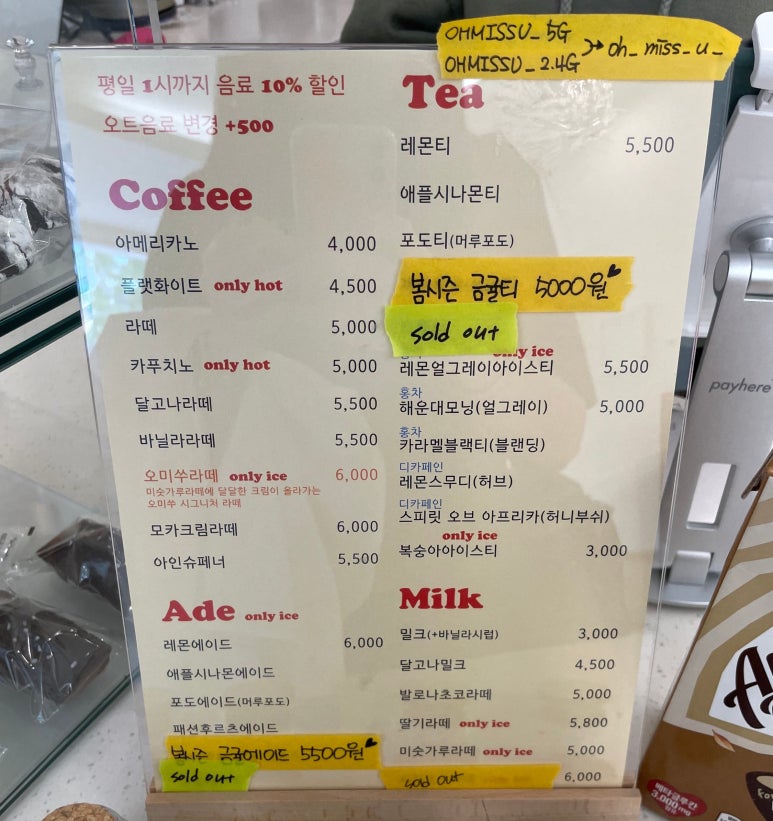 OHMISSU_5G
OHMISSU_2.4G → oh_miss_u_
평일 1시까지 음료 10% 할인
오트음료 변경 +500
Coffee
아메리카노 4,000
플랫화이트 only hot 4,500
라떼 5,000
카푸치노 only hot 5,000
달고나라떼 5,500
바닐라라떼 5,500
오미쑤라떼 only ice 6,000
미숫가루라떼에 달달한 크림이 올라가는
오미쑤 시그니처 라떼
모카크림라떼 6,000
아인슈페너 5,500
Ade only ice
레몬에이드 6,000
애플시나몬에이드
포도에이드(머루포도)
패션후르츠에이드
봄시즌 금귤에이드 5500원
sold out
Tea
레몬티 5,500
애플시나몬티
포도티(머루포도)
봄시즌 금귤티 5000원
sold out
only ice
레몬얼그레이아이스티 5,500
홍차
해운대모닝(얼그레이) 5,000
홍차
카라멜블랙티(블랜딩)
디카페인
레몬스무디(허브)
디카페인
스피릿 오브 아프리카(허니부쉬)
only ice
복숭아아이스티 3,000
Milk
밀크(+바닐라시럽) 3,000
달고나밀크 4,500
발로나초코라떼 5,000
딸기라떼 only ice 5,800
미숫가루라떼 only ice 5,000
sold out 6,000
payhere
베타글루칸
3,000mg